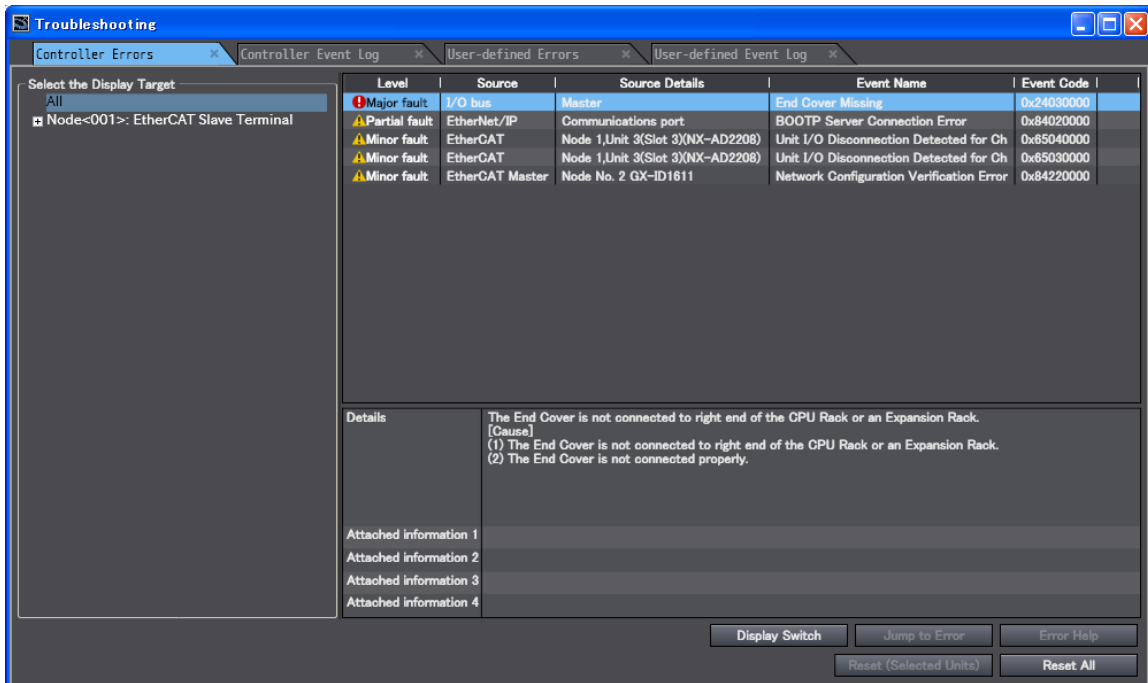 Troubleshooting
Controller Errors
Controller Event Log
User-defined Errors
User-defined Event Log
Select the Display Target
All
Node<001>: EtherCAT Slave Terminal
Level Source Source Details Event Name Event Code
Major fault I/O bus Master End Cover Missing 0x24030000
Partial fault EtherNet/IP Communications port BOOTP Server Connection Error 0x84020000
Minor fault EtherCAT Node 1,Unit 3(Slot 3)(NX-AD2208) Unit I/O Disconnection Detected for Ch 0x65040000
Minor fault EtherCAT Node 1,Unit 3(Slot 3)(NX-AD2208) Unit I/O Disconnection Detected for Ch 0x65030000
Minor fault EtherCAT Master Node No. 2 GX-ID1611 Network Configuration Verification Error 0x84220000
Details The End Cover is not connected to right end of the CPU Rack or an Expansion Rack.
[Cause]
(1) The End Cover is not connected to right end of the CPU Rack or an Expansion Rack.
(2) The End Cover is not connected properly.
Attached information 1
Attached information 2
Attached information 3
Attached information 4
Display Switch Jump to Error Error Help
Reset (Selected Units) Reset All